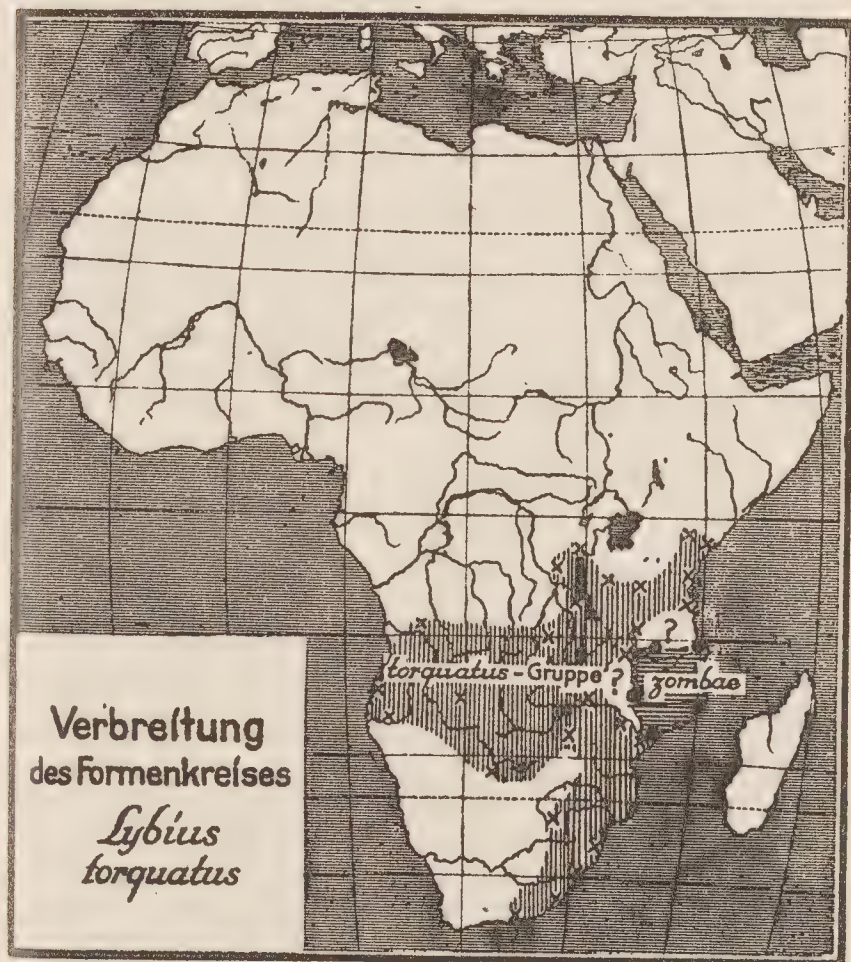 ?
torquatus - Gruppe ? zombae
Verbreitung
des Formenkreises
Lybius
torquatus